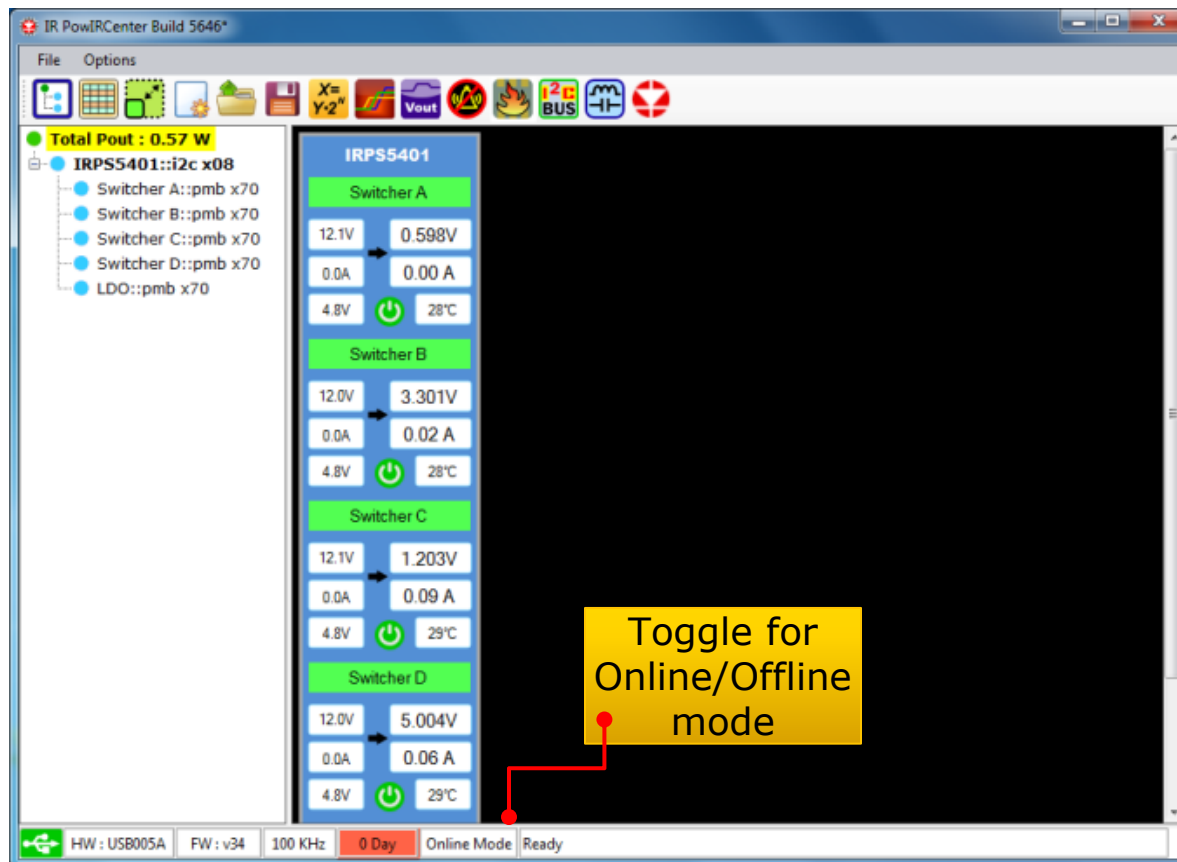 IR PowIRCenter Build 5646*
File Options
X=
Y·2ᴺ
Vout
I²C
BUS
Total Pout : 0.57 W
IRPS5401::i2c x08
Switcher A::pmb x70
Switcher B::pmb x70
Switcher C::pmb x70
Switcher D::pmb x70
LDO::pmb x70
IRPS5401
Switcher A
12.1V 0.598V
0.0A 0.00 A
4.8V 28°C
Switcher B
12.0V 3.301V
0.0A 0.02 A
4.8V 28°C
Switcher C
12.1V 1.203V
0.0A 0.09 A
4.8V 29°C
Switcher D
12.0V 5.004V
0.0A 0.06 A
4.8V 29°C
Toggle for
Online/Offline
mode
HW : USB005A FW : v34 100 KHz 0 Day Online Mode Ready